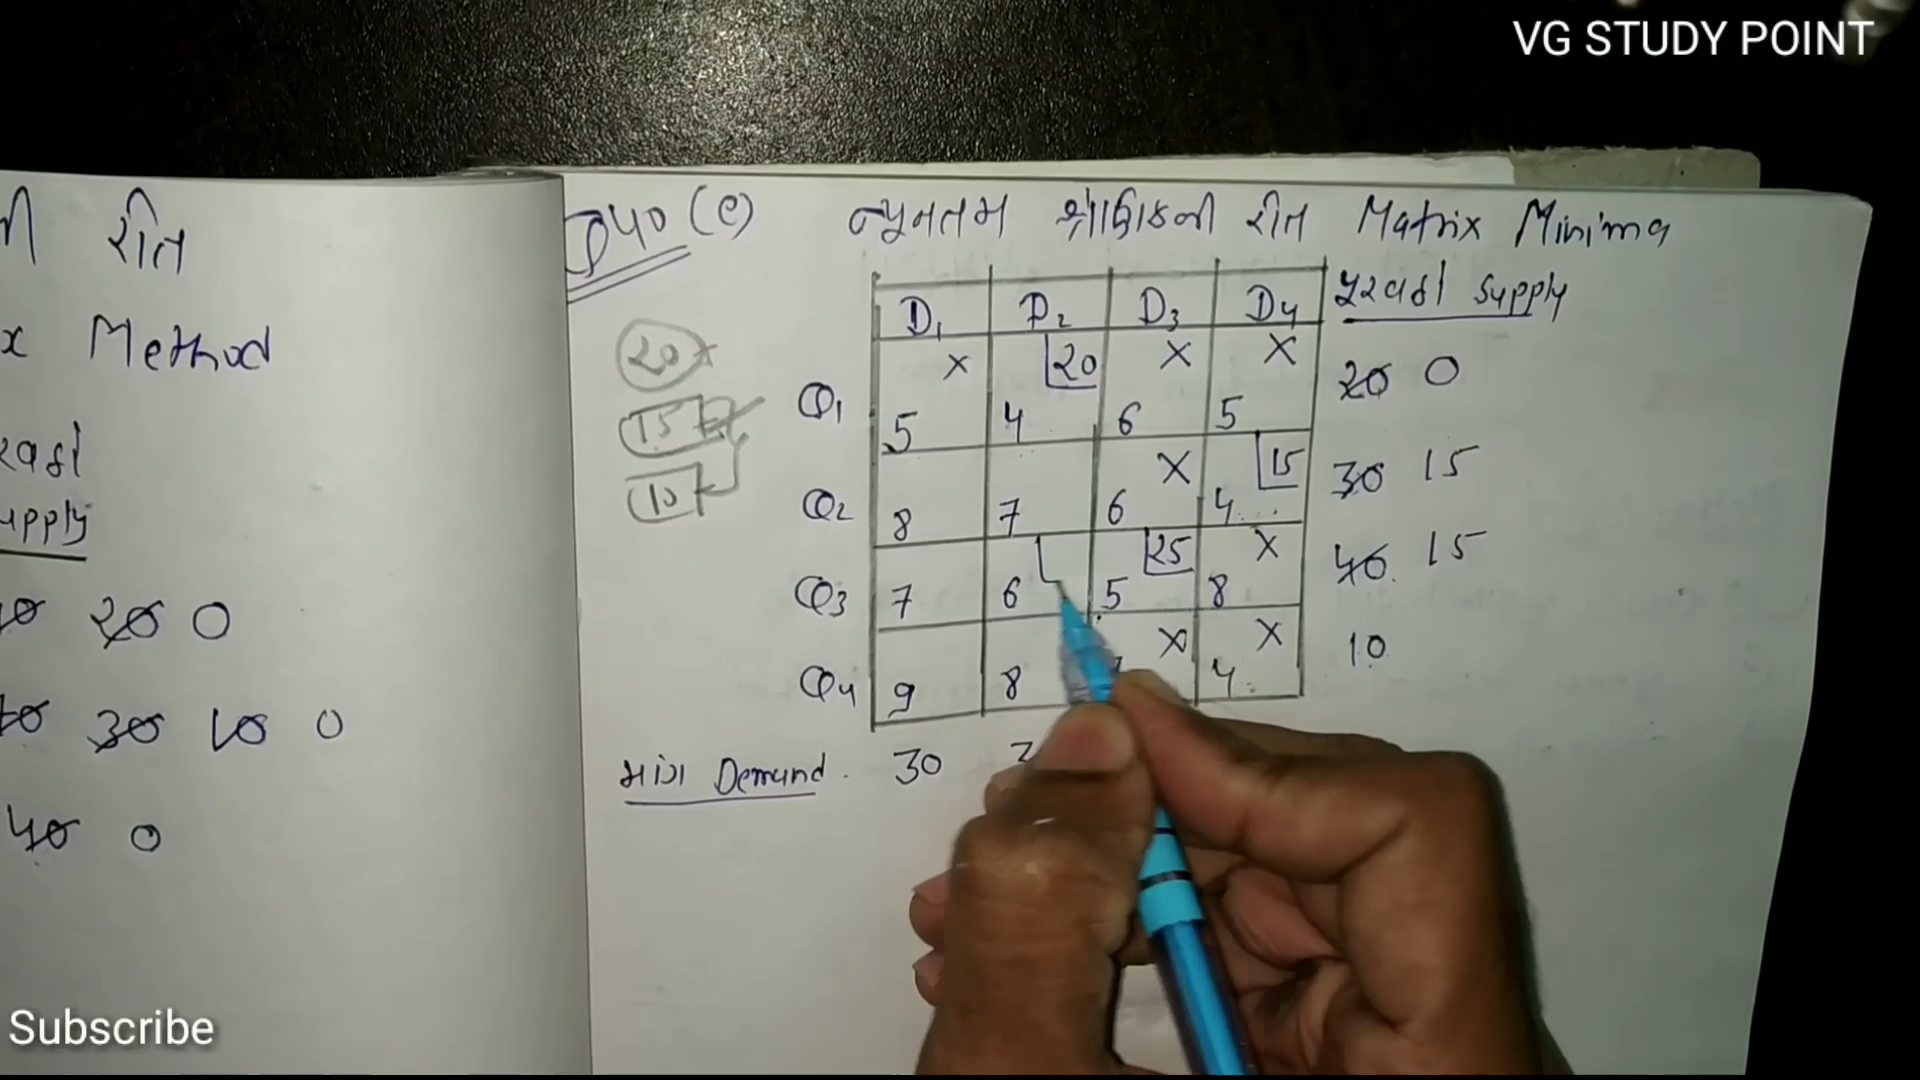 VG STUDY POINT
ની રીત
x Method
રવઠો
upply
20 0
30 10 0
40 0
Subscribe
(૯) ન્યુનતમ શ્રેણિકની રીત Matrix Minima
પુરવઠો Supply
D1 D2 D3 D4
20 x
15
10
O1 5 x 4 20 6 x 5 x 20 0
O2 8 7 6 x 4 15 30 15
O3 7 6 5 25 8 x 40 15
O4 9 8 x 4 x 10
માંગ Demand 30